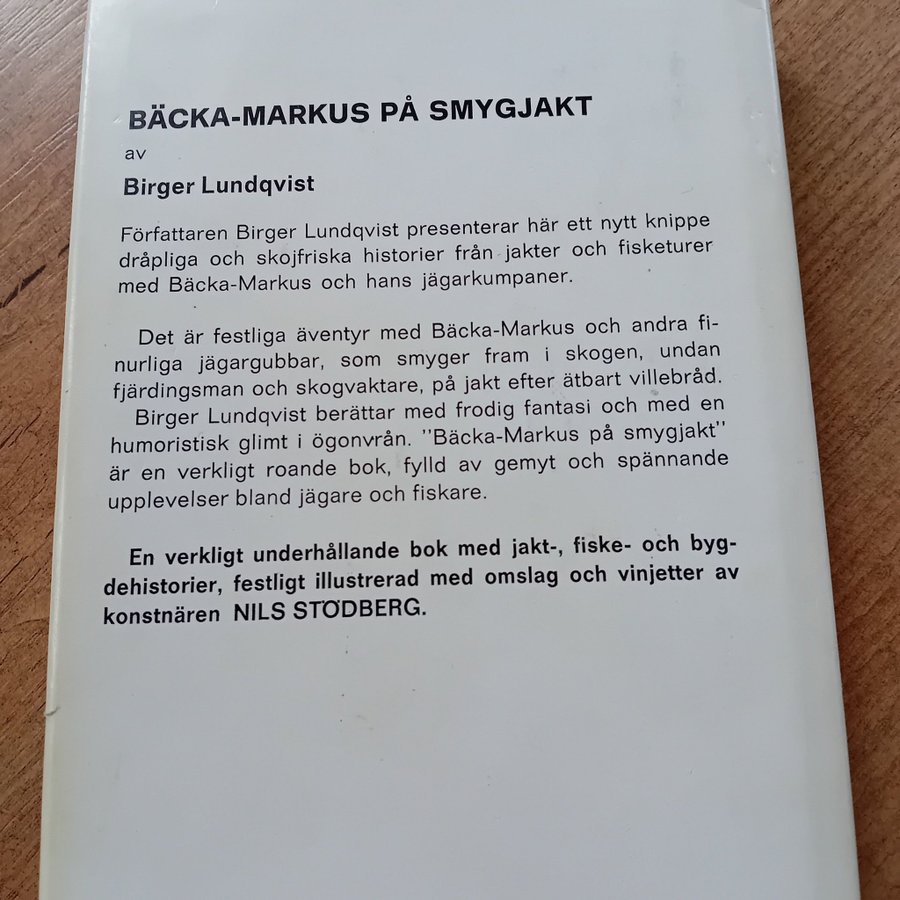 BÄCKA-MARKUS PÅ SMYGJAKT
av
Birger Lundqvist
Författaren Birger Lundqvist presenterar här ett nytt knippe
dråpliga och skojfriska historier från jakter och fisketurer
med Bäcka-Markus och hans jägarkumpaner.
Det är festliga äventyr med Bäcka-Markus och andra fi-
nurliga jägargubbar, som smyger fram i skogen, undan
fjärdingsman och skogvaktare, på jakt efter ätbart villebråd.
Birger Lundqvist berättar med frodig fantasi och med en
humoristisk glimt i ögonvrån. "Bäcka-Markus på smygjakt"
är en verkligt roande bok, fylld av gemyt och spännande
upplevelser bland jägare och fiskare.
En verkligt underhållande bok med jakt-, fiske- och byg-
dehistorier, festligt illustrerad med omslag och vinjetter av
konstnären NILS STÖDBERG.